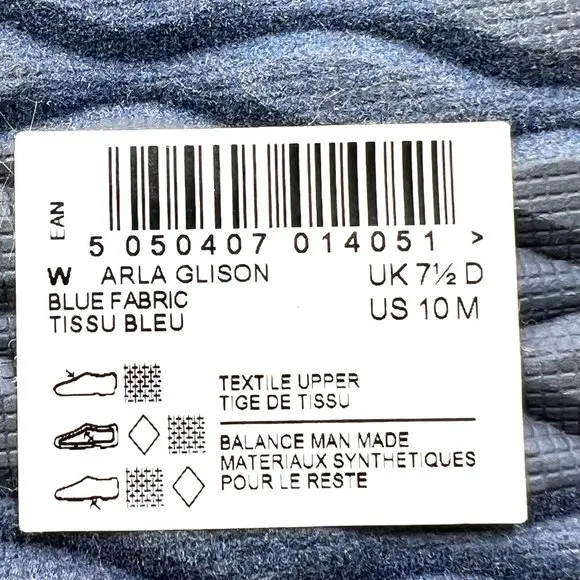 EAN
5 050407 014051 >
W ARLA GLISON UK 7½ D
BLUE FABRIC
TISSU BLEU US 10 M
TEXTILE UPPER
TIGE DE TISSU
BALANCE MAN MADE
MATERIAUX SYNTHETIQUES
POUR LE RESTE